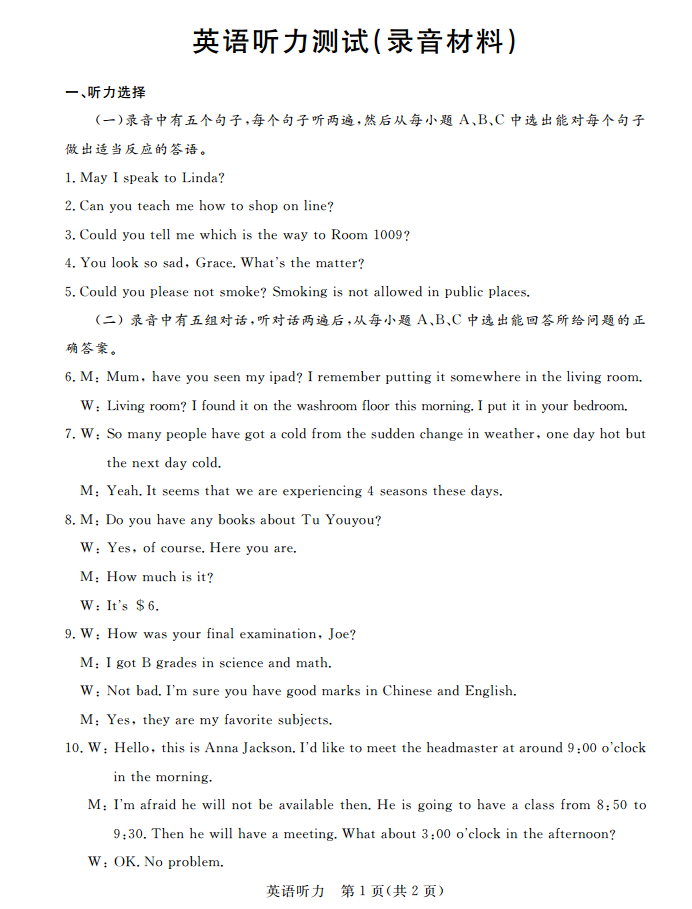 英语听力测试(录音材料)
一、听力选择
(一)录音中有五个句子,每个句子听两遍,然后从每小题 A、B、C 中选出能对每个句子
做出适当反应的答语。
1. May I speak to Linda?
2. Can you teach me how to shop on line?
3. Could you tell me which is the way to Room 1009?
4. You look so sad, Grace. What's the matter?
5. Could you please not smoke? Smoking is not allowed in public places.
(二) 录音中有五组对话,听对话两遍后,从每小题 A、B、C 中选出能回答所给问题的正
确答案。
6. M: Mum, have you seen my ipad? I remember putting it somewhere in the living room.
W: Living room? I found it on the washroom floor this morning. I put it in your bedroom.
7. W: So many people have got a cold from the sudden change in weather, one day hot but
the next day cold.
M: Yeah. It seems that we are experiencing 4 seasons these days.
8. M: Do you have any books about Tu Youyou?
W: Yes, of course. Here you are.
M: How much is it?
W: It's $6.
9. W: How was your final examination, Joe?
M: I got B grades in science and math.
W: Not bad. I'm sure you have good marks in Chinese and English.
M: Yes, they are my favorite subjects.
10. W: Hello, this is Anna Jackson. I'd like to meet the headmaster at around 9:00 o'clock
in the morning.
M: I'm afraid he will not be available then. He is going to have a class from 8:50 to
9:30. Then he will have a meeting. What about 3:00 o'clock in the afternoon?
W: OK. No problem.
英语听力 第 1 页(共 2 页)